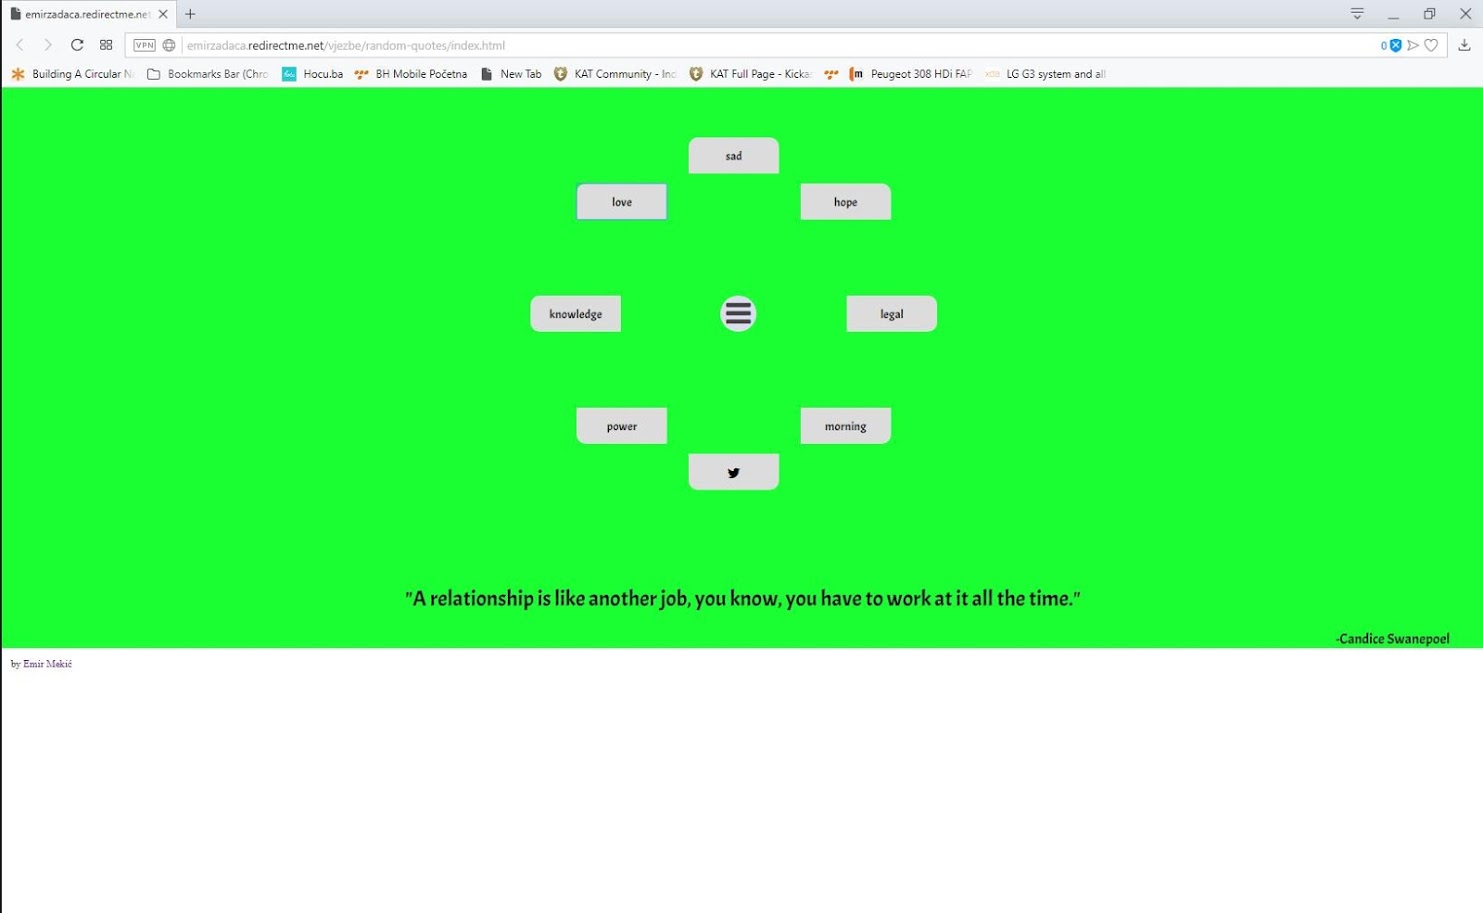 emirzadaca.redirectme.net
VPN emirzadaca.redirectme.net/vjezbe/random-quotes/index.html 0
Building A Circular Bookmarks Bar (Chro Hocu.ba BH Mobile Početna New Tab KAT Community - Ind KAT Full Page - Kicka m Peugeot 308 HDi FAP xda LG G3 system and all
sad
love hope
knowledge legal
power morning
"A relationship is like another job, you know, you have to work at it all the time."
-Candice Swanepoel
by Emir Mekić